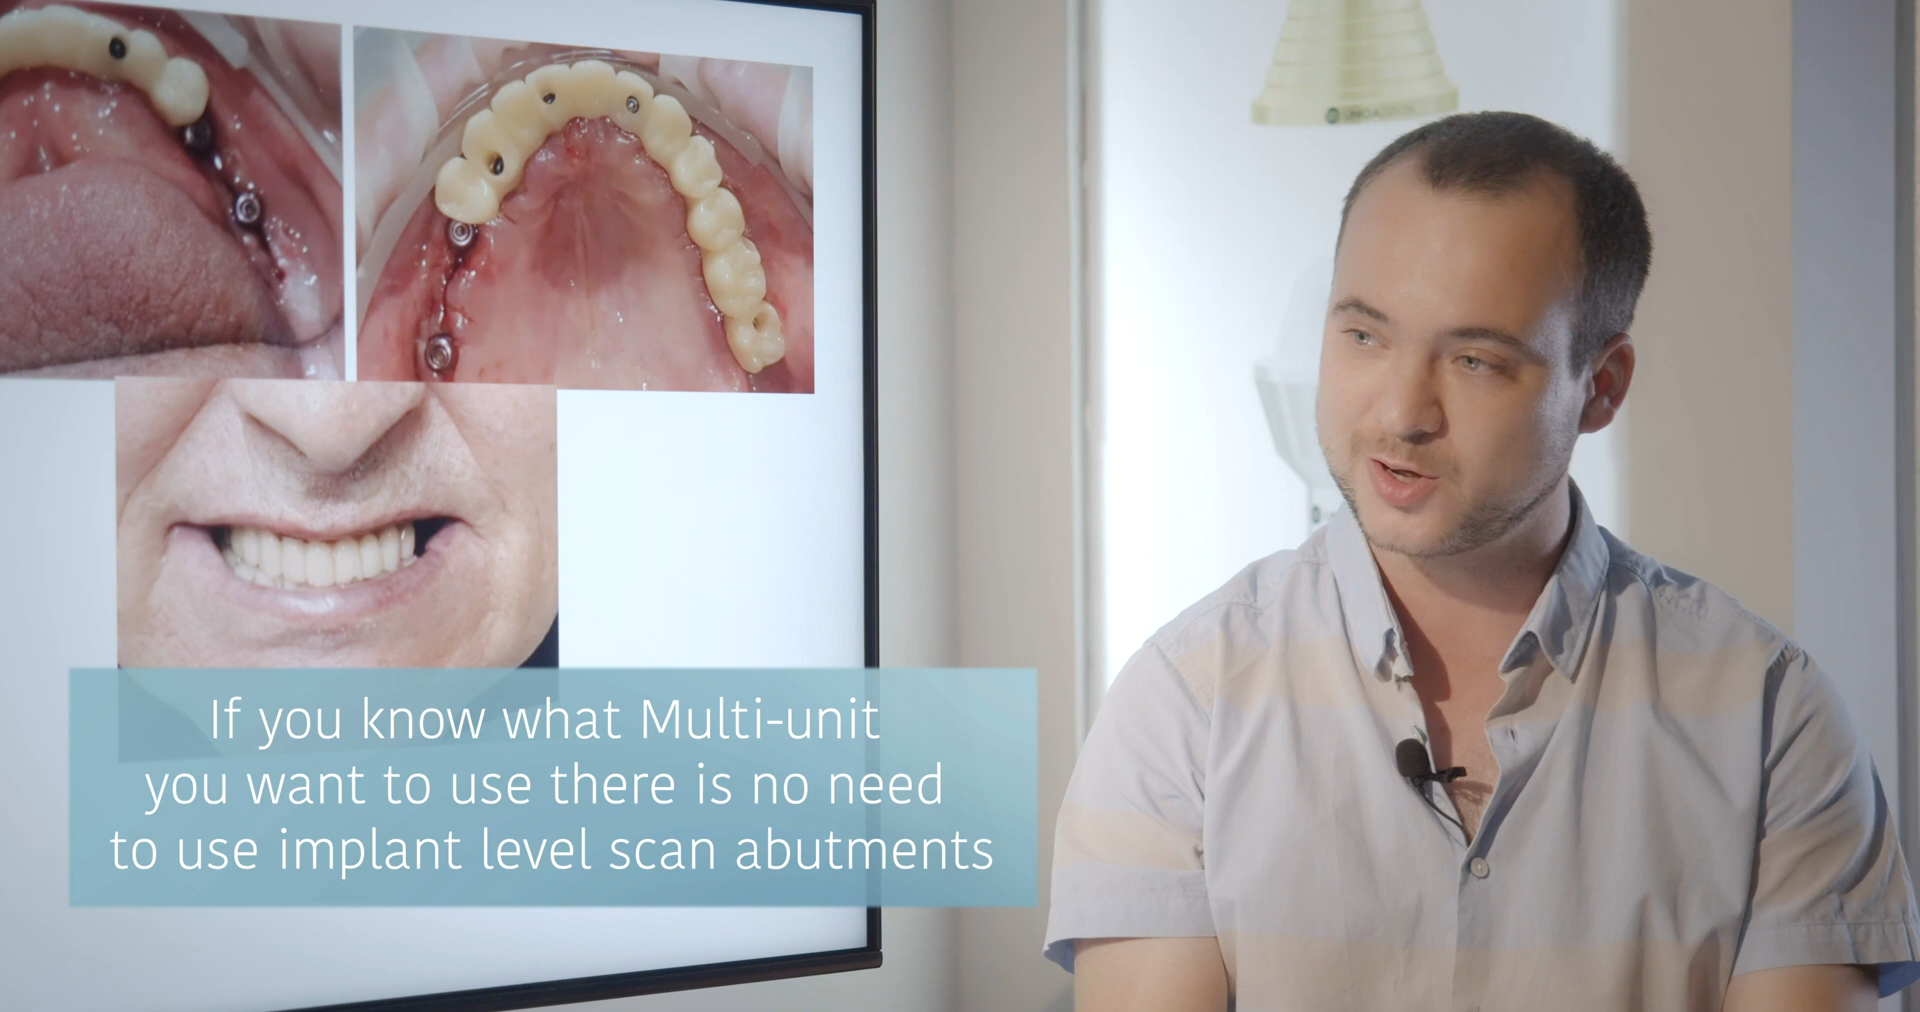 If you know what Multi-unit
you want to use there is no need
to use implant level scan abutments